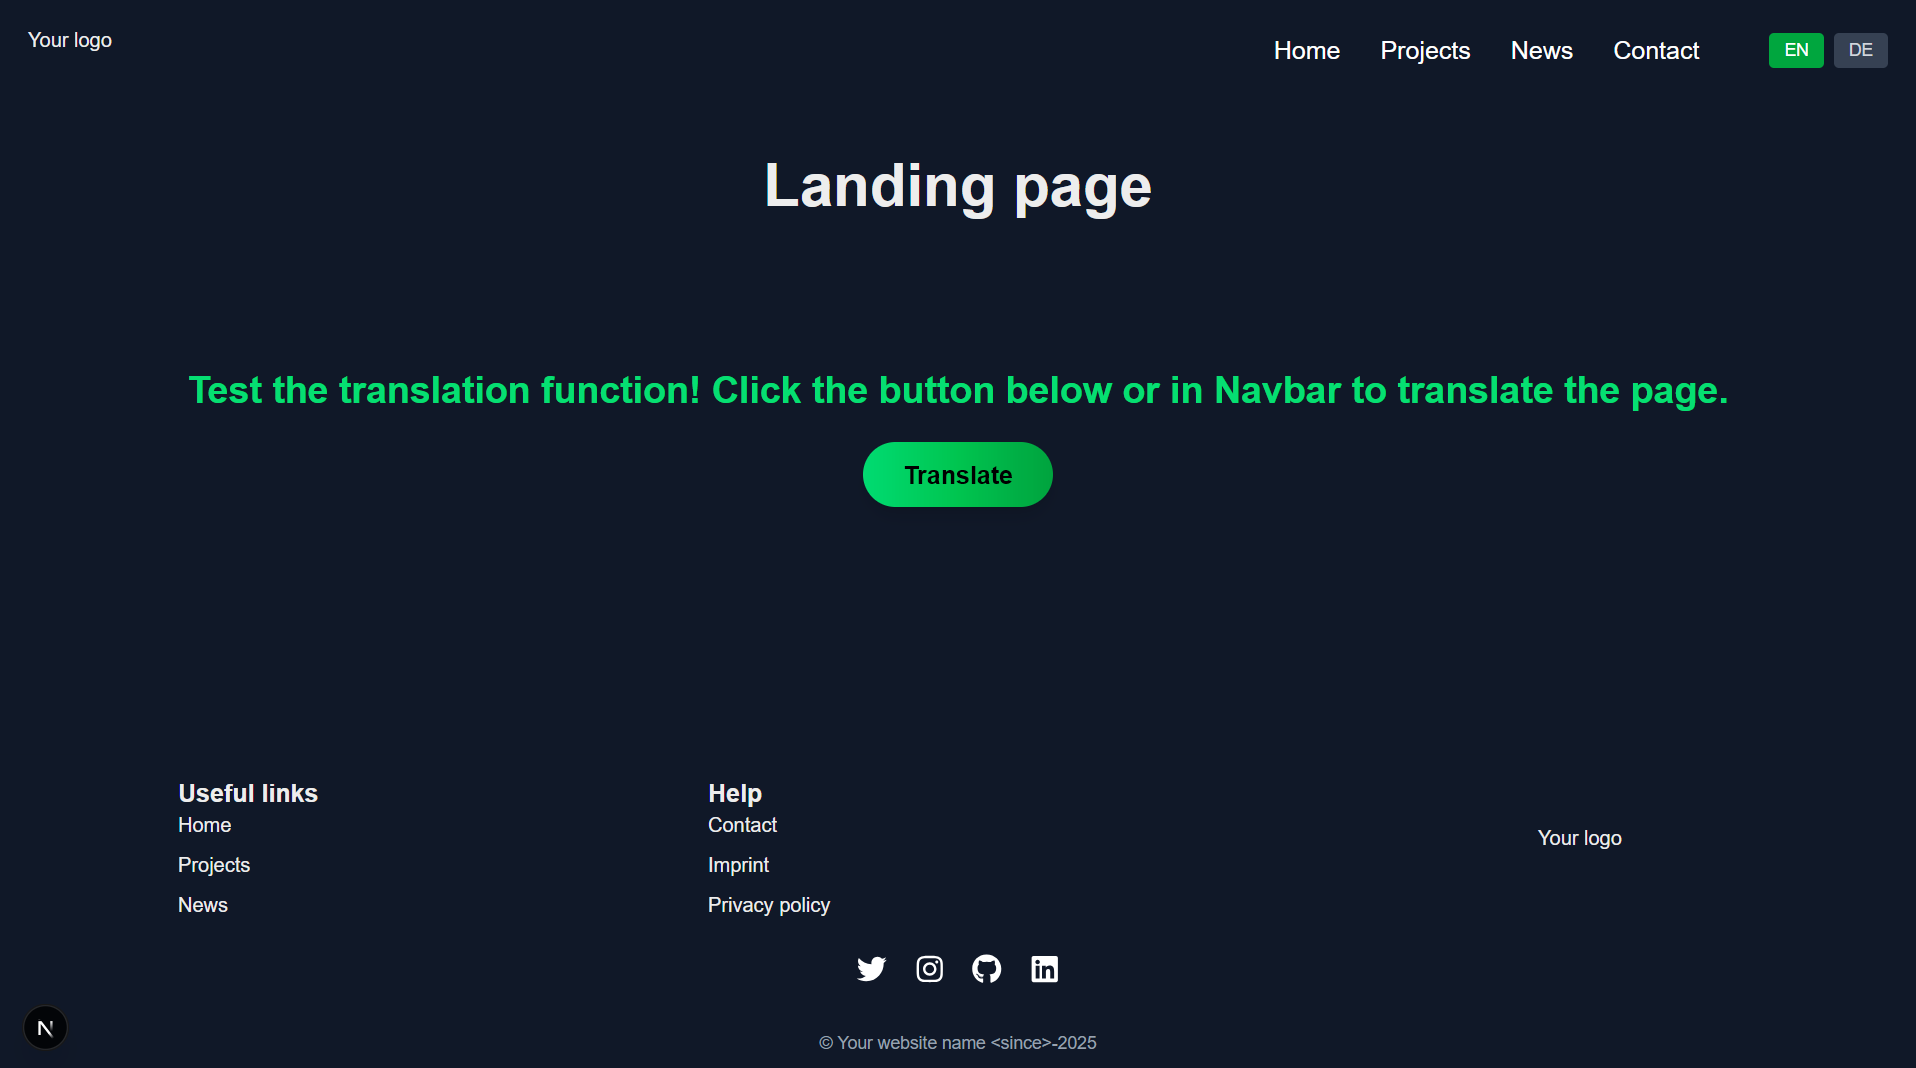 Your logo
Home Projects News Contact EN DE
Landing page
Test the translation function! Click the button below or in Navbar to translate the page.
Translate
Useful links
Home
Projects
News
Help
Contact
Imprint
Privacy policy
Your logo
in
N
© Your website name <since>-2025